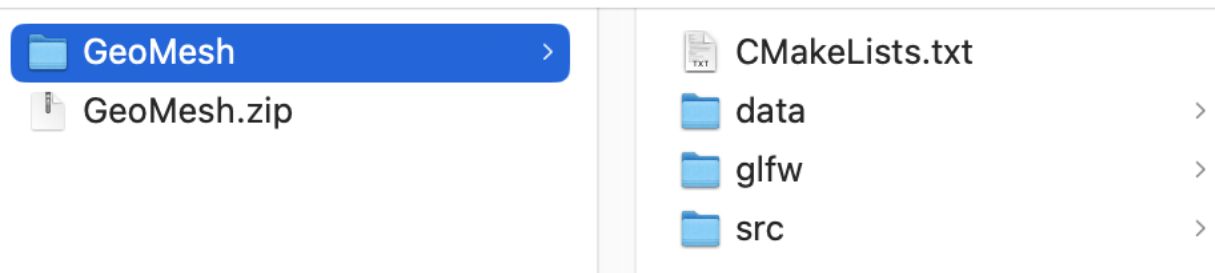 GeoMesh
GeoMesh.zip
CMakeLists.txt
TXT
data
glfw
src